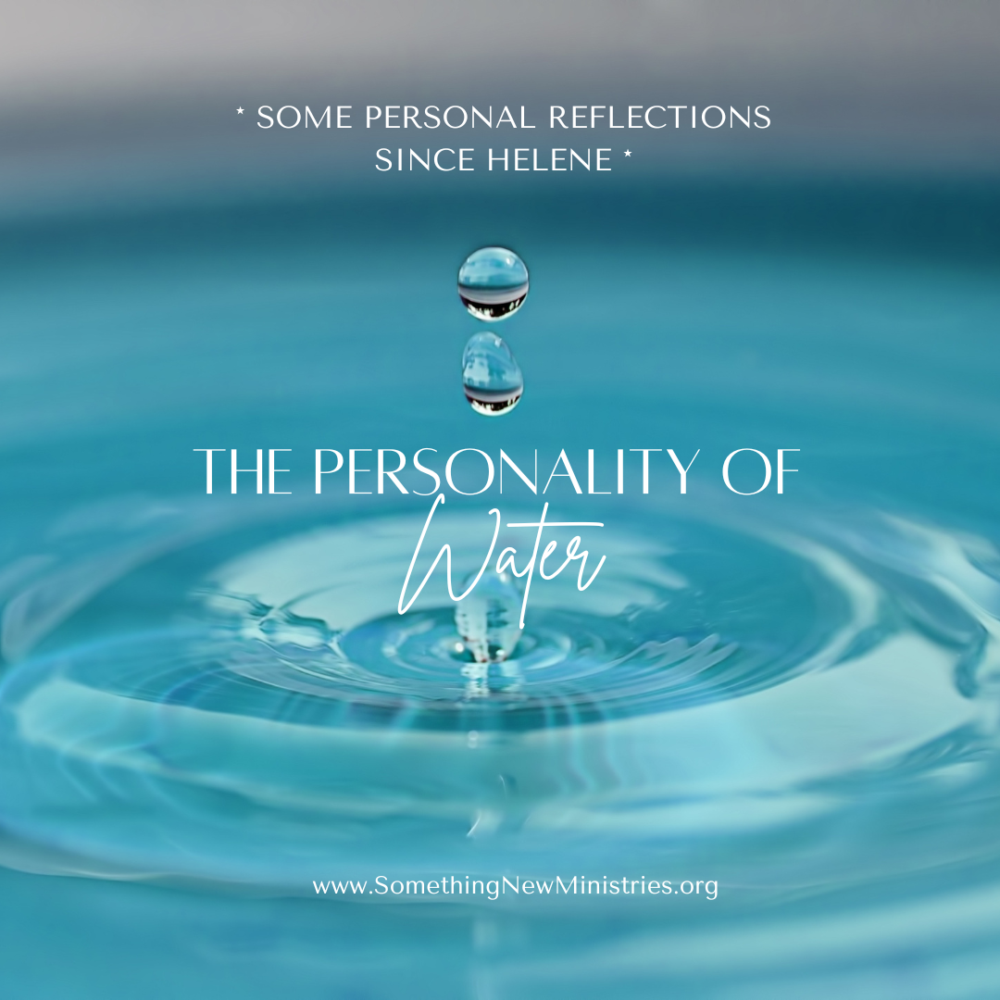 * SOME PERSONAL REFLECTIONS
SINCE HELENE *
THE PERSONALITY OF
Water
www.SomethingNewMinistries.org